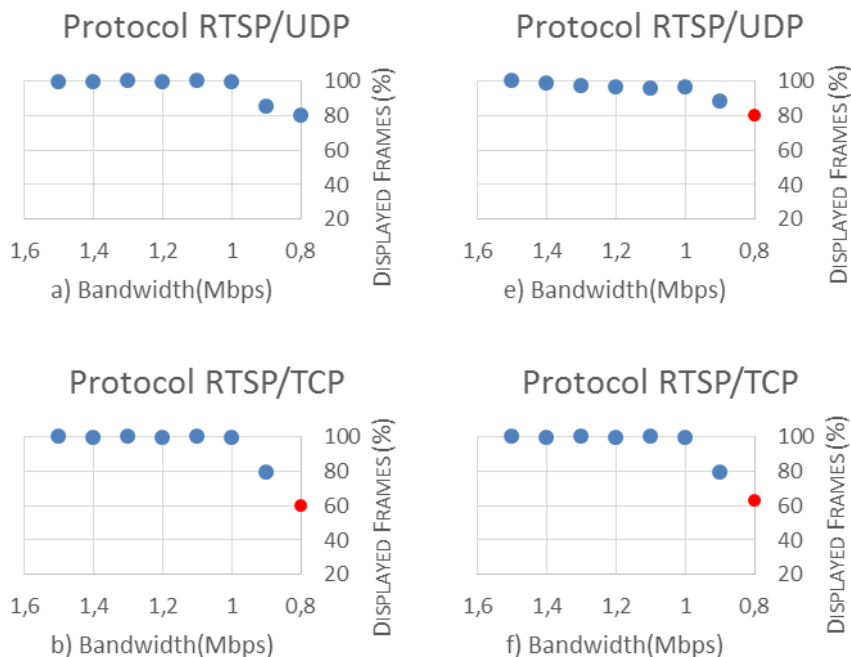 Protocol RTSP/UDP
100
80
60
40
20
DISPLAYED FRAMES (%)
1,6 1,4 1,2 1 0,8
a) Bandwidth(Mbps)
Protocol RTSP/UDP
100
80
60
40
20
DISPLAYED FRAMES (%)
1,6 1,4 1,2 1 0,8
e) Bandwidth(Mbps)
Protocol RTSP/TCP
100
80
60
40
20
DISPLAYED FRAMES (%)
1,6 1,4 1,2 1 0,8
b) Bandwidth(Mbps)
Protocol RTSP/TCP
100
80
60
40
20
DISPLAYED FRAMES (%)
1,6 1,4 1,2 1 0,8
f) Bandwidth(Mbps)